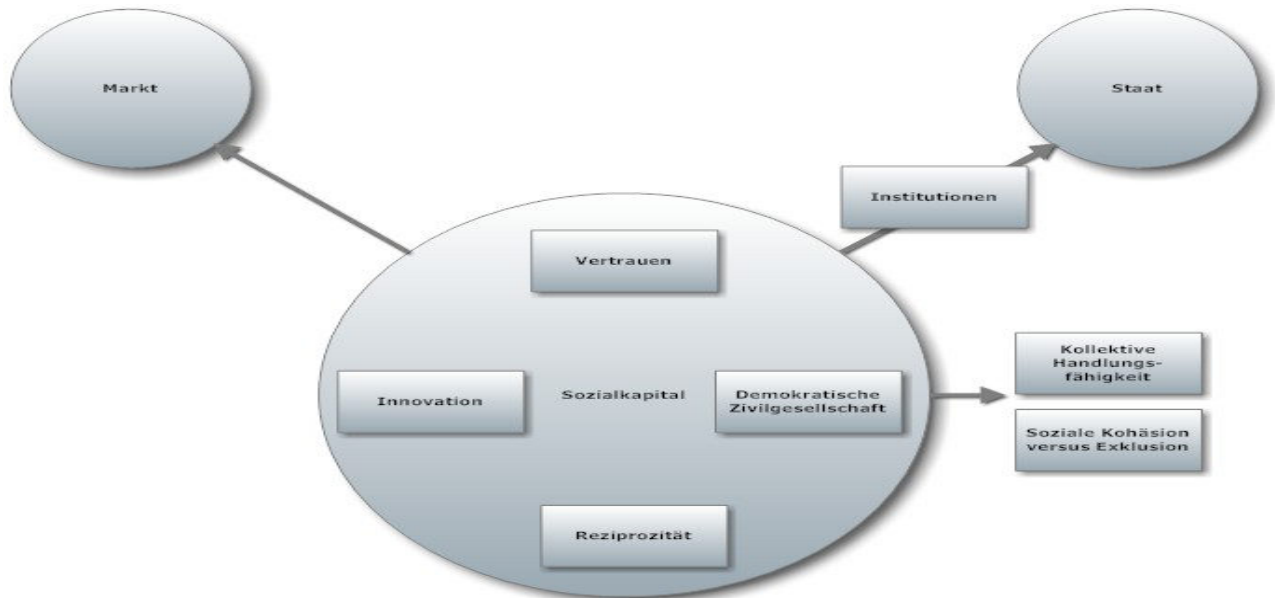 Markt
Staat
Institutionen
Vertrauen
Kollektive
Handlungs-
fähigkeit
Innovation
Sozialkapital
Demokratische
Zivilgesellschaft
Soziale Kohäsion
versus Exklusion
Reziprozität